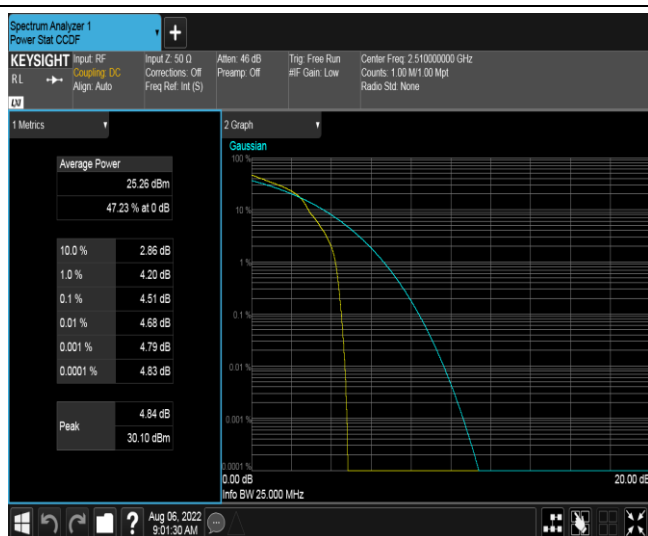 Spectrum Analyzer 1
Power Stat CCDF
+
KEYSIGHT
RL
LXI
Input: RF
Coupling: DC
Align: Auto
Input Z: 50 Ω
Corrections: Off
Freq Ref: Int (S)
Atten: 46 dB
Preamp: Off
Trig: Free Run
#IF Gain: Low
Center Freq: 2.510000000 GHz
Counts: 1.00 M/1.00 Mpt
Radio Std: None
1 Metrics
Average Power
25.26 dBm
47.23 % at 0 dB
10.0 % 2.86 dB
1.0 % 4.20 dB
0.1 % 4.51 dB
0.01 % 4.68 dB
0.001 % 4.79 dB
0.0001 % 4.83 dB
Peak 4.84 dB
30.10 dBm
2 Graph
Gaussian
100 %
10 %
1 %
0.1 %
0.01 %
0.001 %
0.0001 %
0.00 dB 20.00 dB
Info BW 25.000 MHz
?
Aug 06, 2022
9:01:30 AM